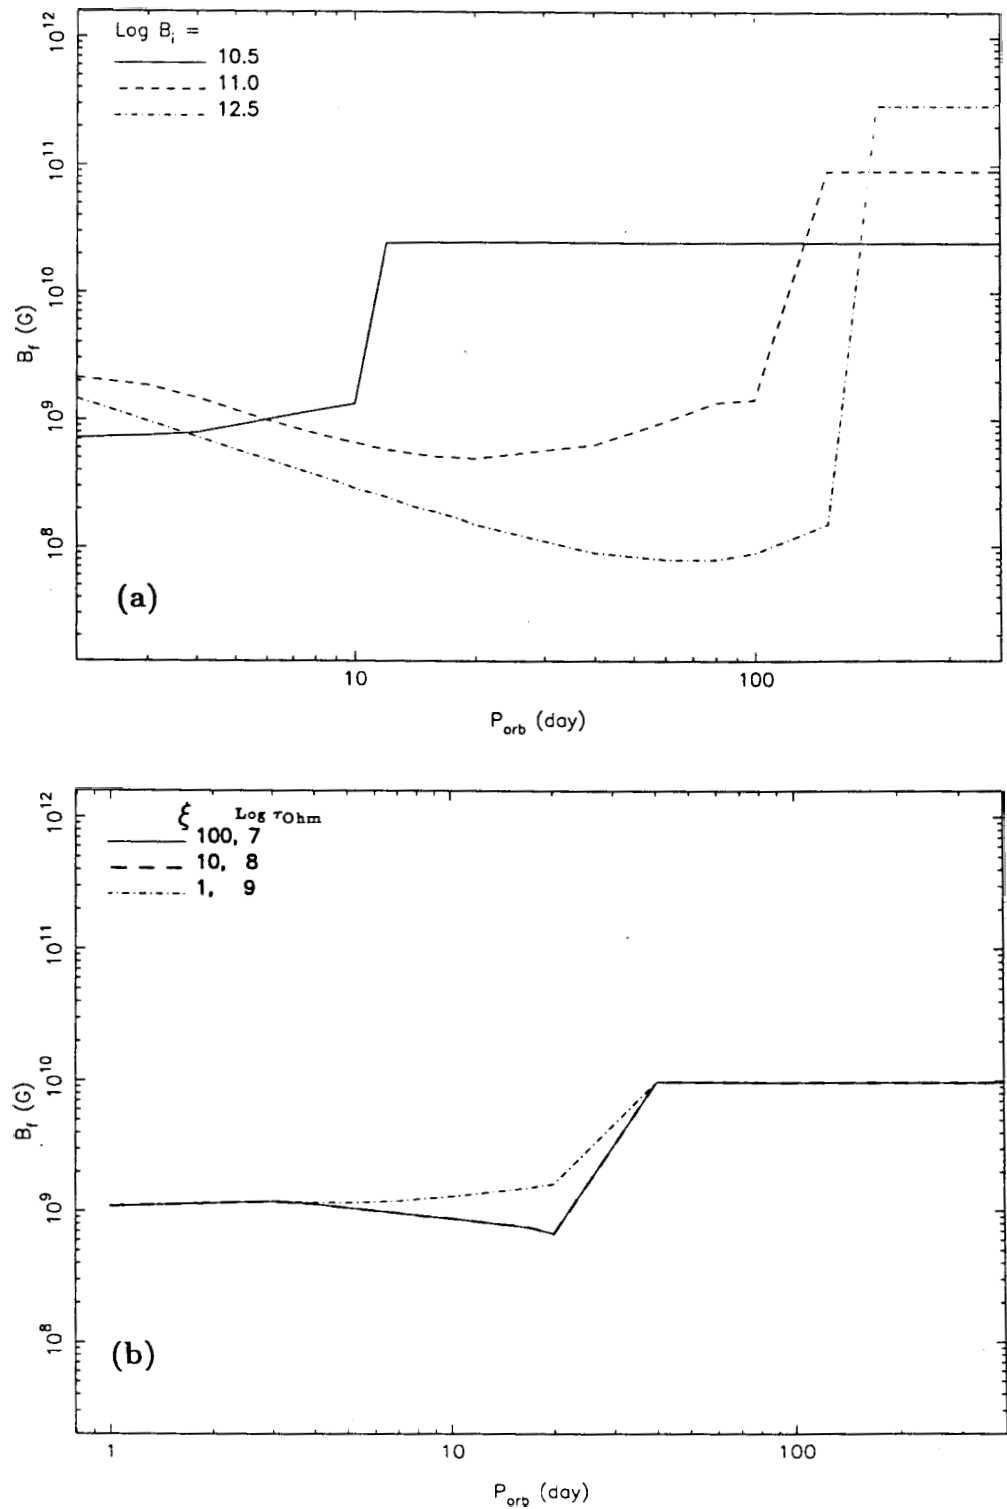 Log B_i =
10.5
11.0
12.5
10^12
10^11
10^10
10^9
10^8
B_f (G)
(a)
10 100
P_orb (day)
ξ Log τ_Ohm
100, 7
10, 8
1, 9
10^12
10^11
10^10
10^9
10^8
B_f (G)
(b)
1 10 100
P_orb (day)